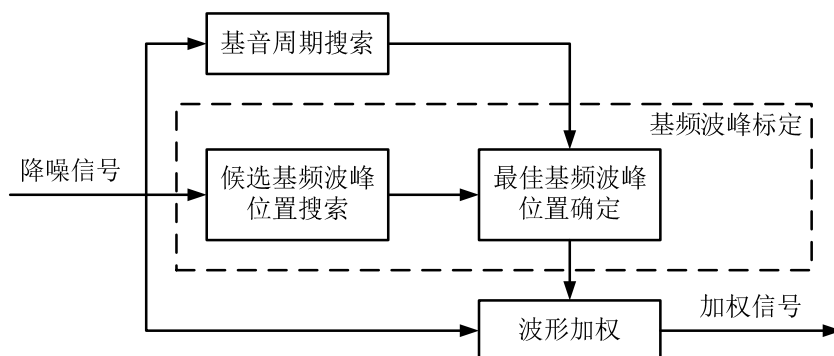 基音周期搜索
基频波峰标定
降噪信号
候选基频波峰
位置搜索
最佳基频波峰
位置确定
波形加权
加权信号